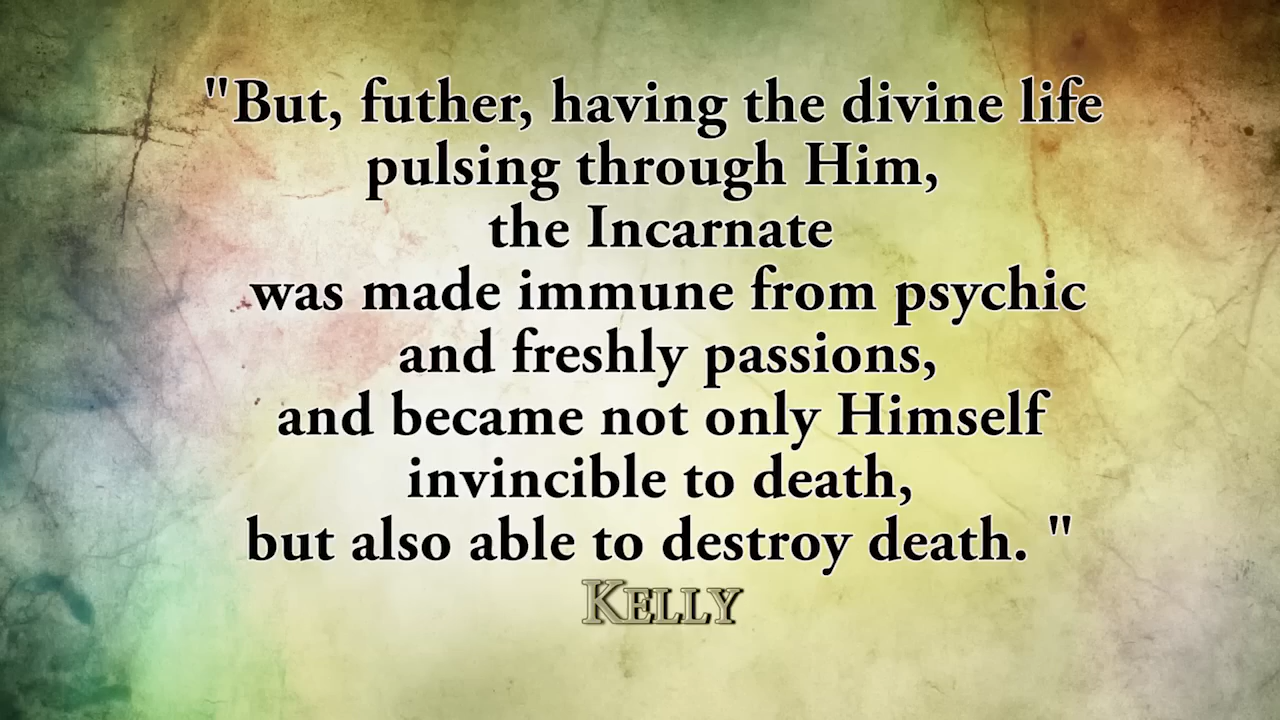 "But, futher, having the divine life
pulsing through Him,
the Incarnate
was made immune from psychic
and freshly passions,
and became not only Himself
invincible to death,
but also able to destroy death. "
KELLY